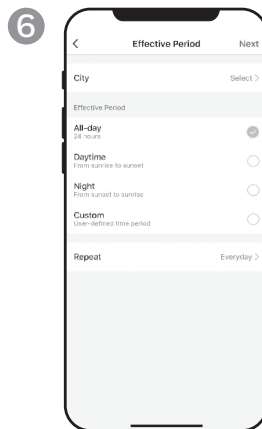 6
Effective Period
Next
City
Select >
Effective Period
All-day
24 hours
Daytime
From sunrise to sunset
Night
From sunset to sunrise
Custom
User-defined time period
Repeat
Everyday >